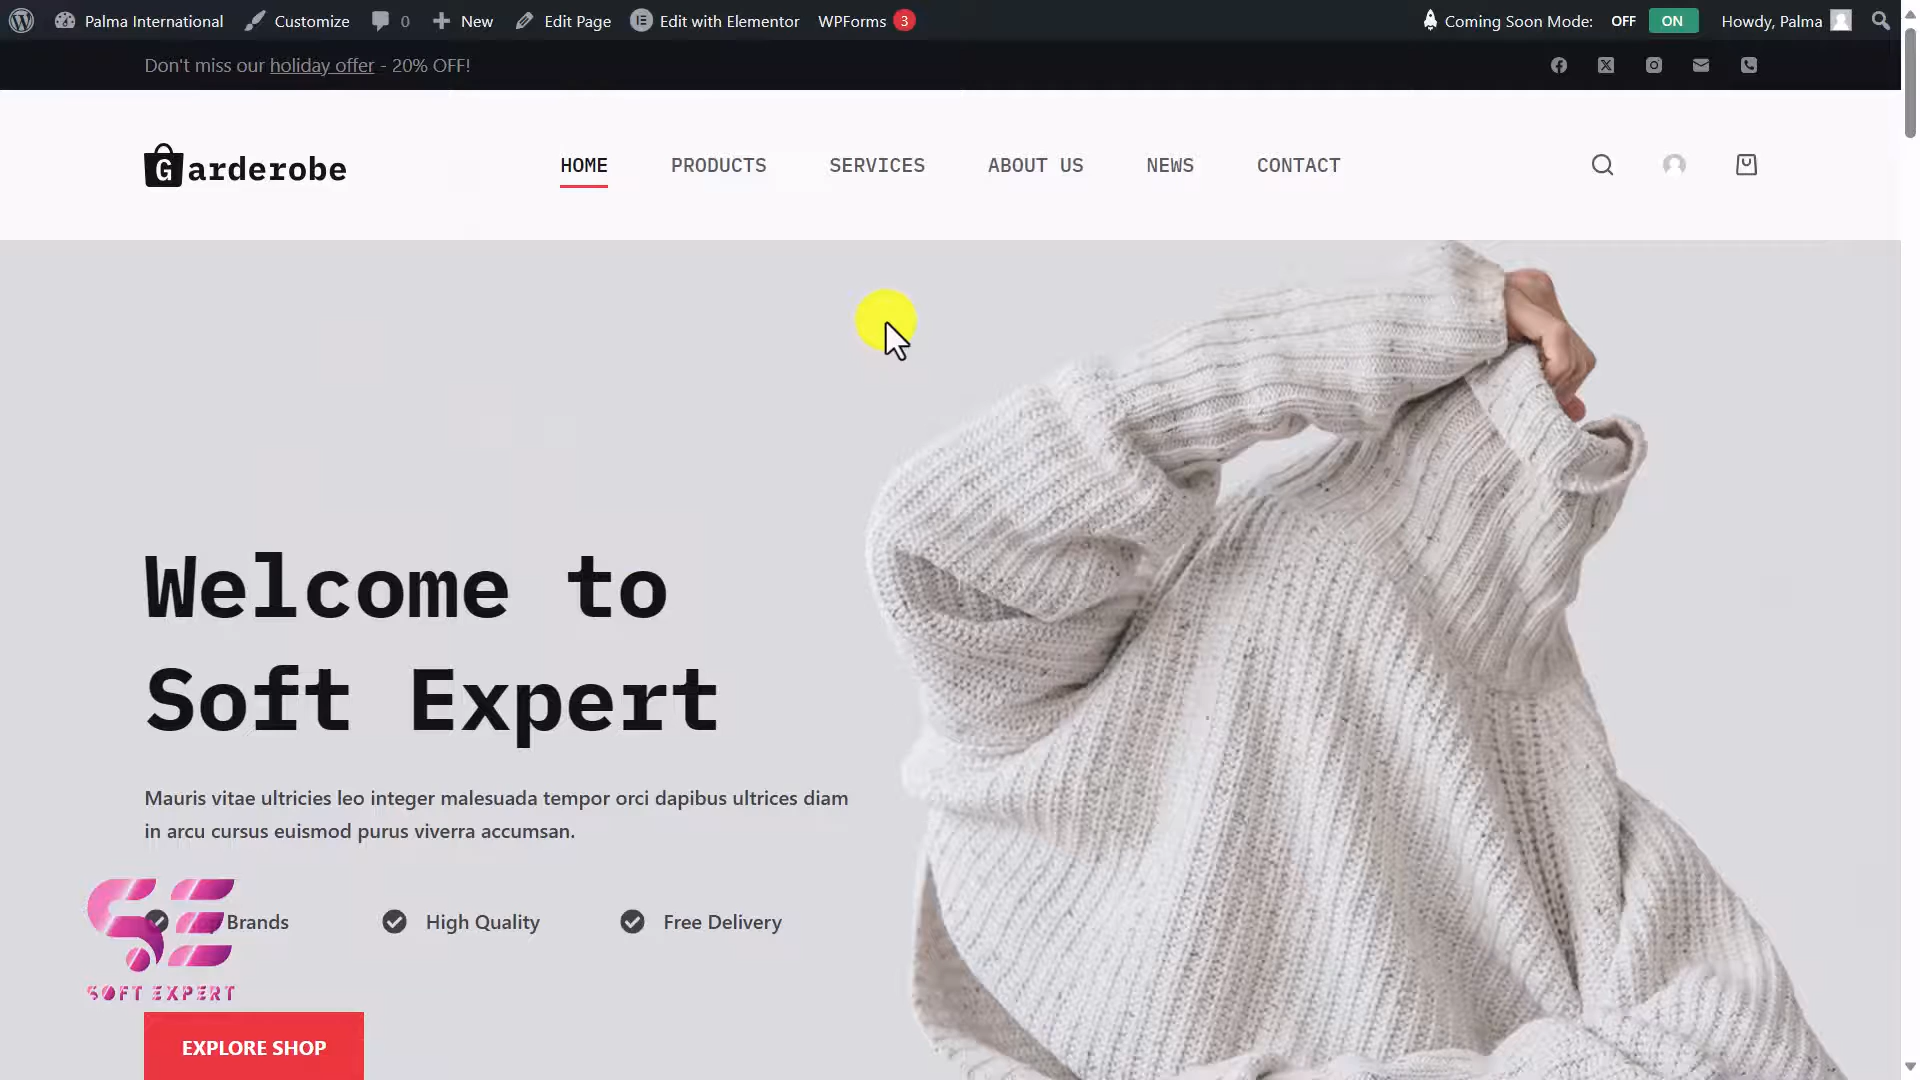 Palma International Customize 0 New Edit Page Edit with Elementor WPForms 3 Coming Soon Mode: OFF ON Howdy, Palma
Don't miss our holiday offer - 20% OFF!
Garderobe HOME PRODUCTS SERVICES ABOUT US NEWS CONTACT
Welcome to
Soft Expert
Mauris vitae ultricies leo integer malesuada tempor orci dapibus ultrices diam
in arcu cursus euismod purus viverra accumsan.
Brands High Quality Free Delivery
SE
SOFT EXPERT
EXPLORE SHOP